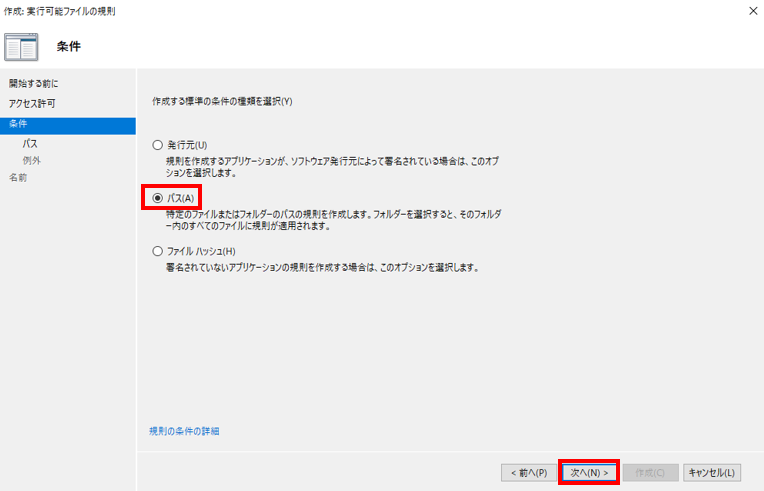 作成: 実行可能ファイルの規則
条件
開始する前に
アクセス許可
条件
パス
例外
名前
作成する標準の条件の種類を選択(Y)
発行元(U)
規則を作成するアプリケーションが、ソフトウェア発行元によって署名されている場合は、このオプ
ションを選択します。
パス(A)
特定のファイルまたはフォルダーのパスの規則を作成します。フォルダーを選択すると、そのフォルダ
ー内のすべてのファイルに規則が適用されます。
ファイル ハッシュ(H)
署名されていないアプリケーションの規則を作成する場合は、このオプションを選択します。
規則の条件の詳細
< 前へ(P)
次へ(N) >
作成(C)
キャンセル(L)